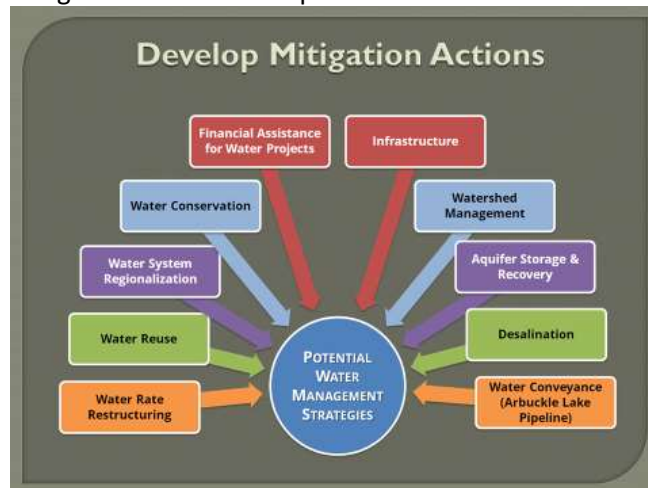 Develop Mitigation Actions
Financial Assistance
for Water Projects
Infrastructure
Water Conservation
Watershed
Management
Water System
Regionalization
Aquifer Storage &
Recovery
Water Reuse
Desalination
Water Rate
Restructuring
Water Conveyance
(Arbuckle Lake
Pipeline)
POTENTIAL
WATER
MANAGEMENT
STRATEGIES